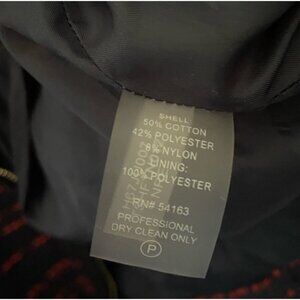 SHELL:
50% COTTON
42% POLYESTER
8% NYLON
LINING:
100% POLYESTER
RN# 54163
PROFESSIONAL
DRY CLEAN ONLY
P